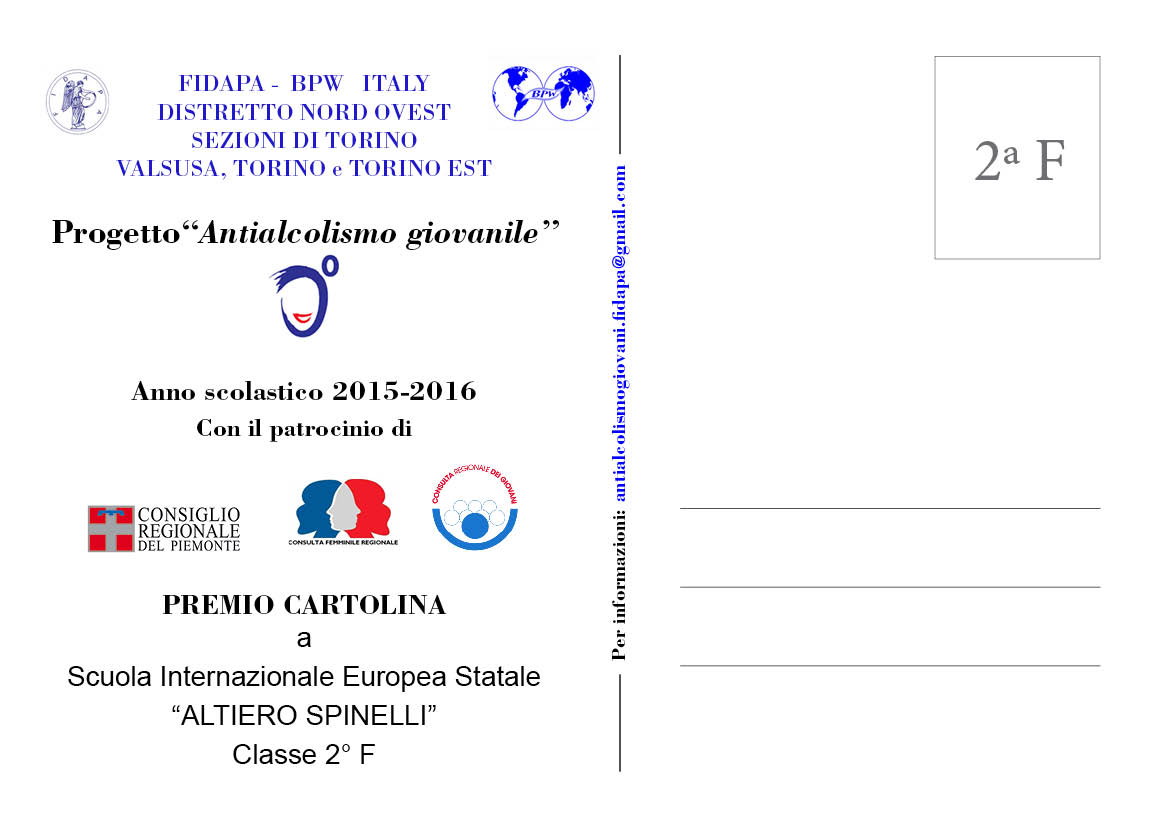 FIDAPA
FIDAPA - BPW ITALY
BPW
DISTRETTO NORD OVEST
SEZIONI DI TORINO
VALSUSA, TORINO e TORINO EST
Progetto“Antialcolismo giovanile”
Anno scolastico 2015-2016
Con il patrocinio di
CONSIGLIO
REGIONALE
DEL PIEMONTE
CONSULTA FEMMINILE REGIONALE
CONSULTA REGIONALE DEI GIOVANI
PREMIO CARTOLINA
a
Scuola Internazionale Europea Statale
“ALTIERO SPINELLI”
Classe 2° F
Per informazioni: antialcolismogiovani.fidapa@gmail.com
2ª F